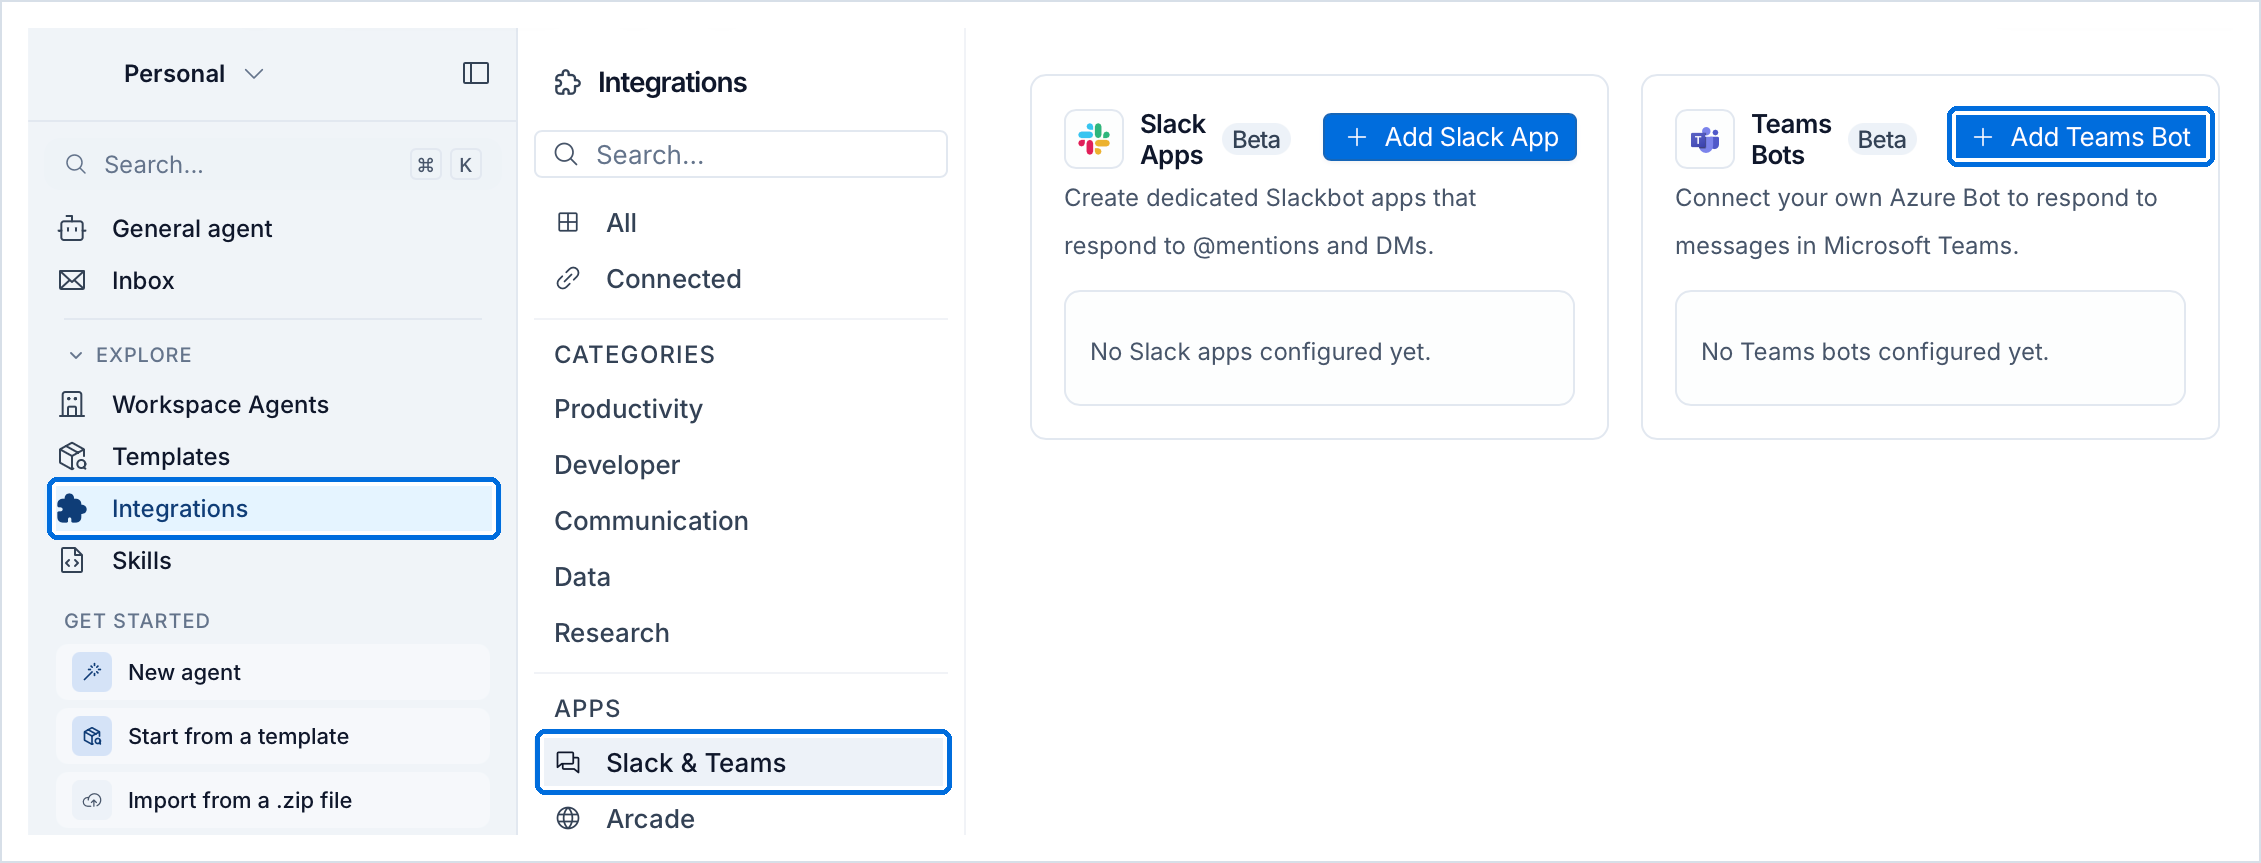 Personal
Search...
⌘ K
General agent
Inbox
EXPLORE
Workspace Agents
Templates
Integrations
Skills
GET STARTED
New agent
Start from a template
Import from a .zip file
Integrations
Search...
All
Connected
CATEGORIES
Productivity
Developer
Communication
Data
Research
APPS
Slack & Teams
Arcade
Slack
Apps
Beta
+ Add Slack App
Create dedicated Slackbot apps that
respond to @mentions and DMs.
No Slack apps configured yet.
Teams
Bots
Beta
+ Add Teams Bot
Connect your own Azure Bot to respond to
messages in Microsoft Teams.
No Teams bots configured yet.